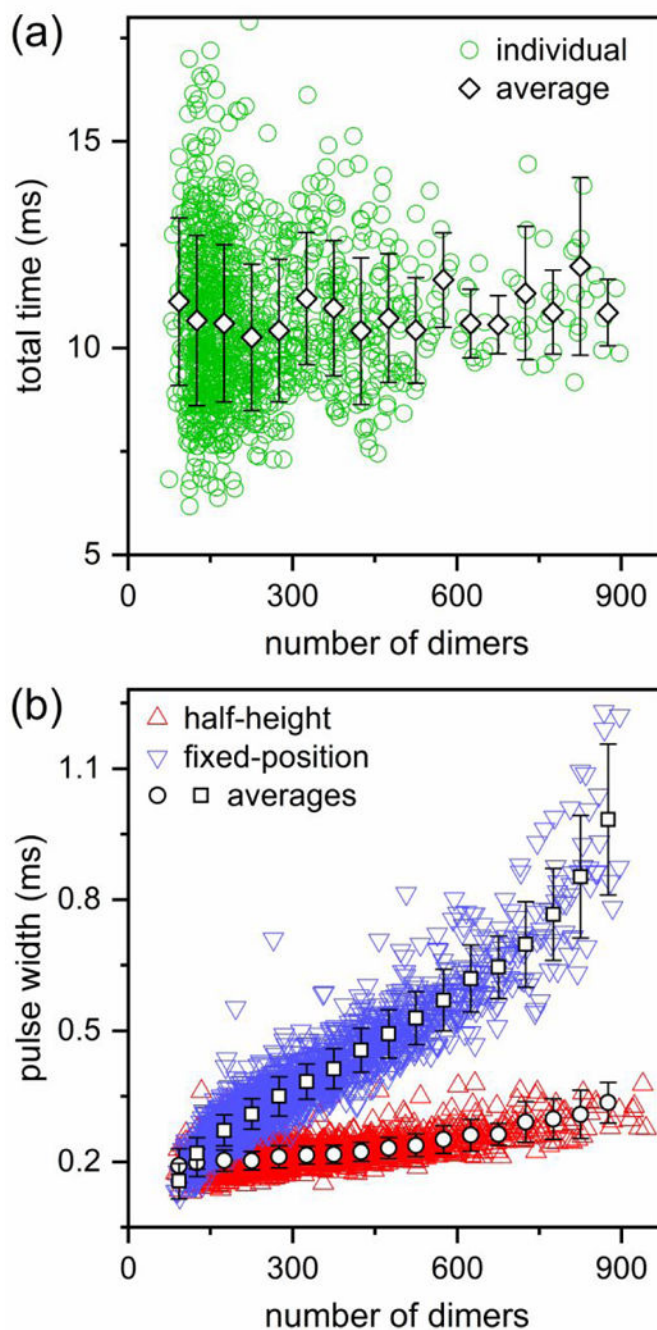 (a)
individual
average
15
10
5
total time (ms)
0 300 600 900
number of dimers
(b)
half-height
fixed-position
averages
1.1
0.8
0.5
0.2
pulse width (ms)
0 300 600 900
number of dimers